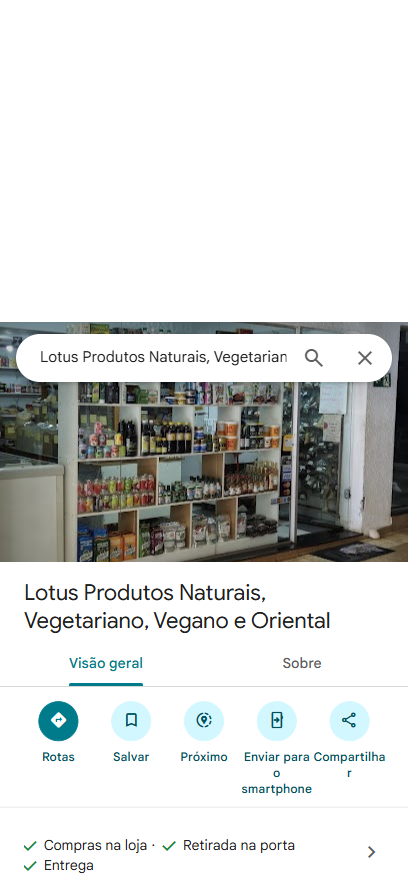 Lotus Produtos Naturais, Vegetarian
Lotus Produtos Naturais,
Vegetariano, Vegano e Oriental
Visão geral
Sobre
Rotas
Salvar
Próximo
Enviar para
o
smartphone
Compartilha
r
Compras na loja · Retirada na porta
Entrega